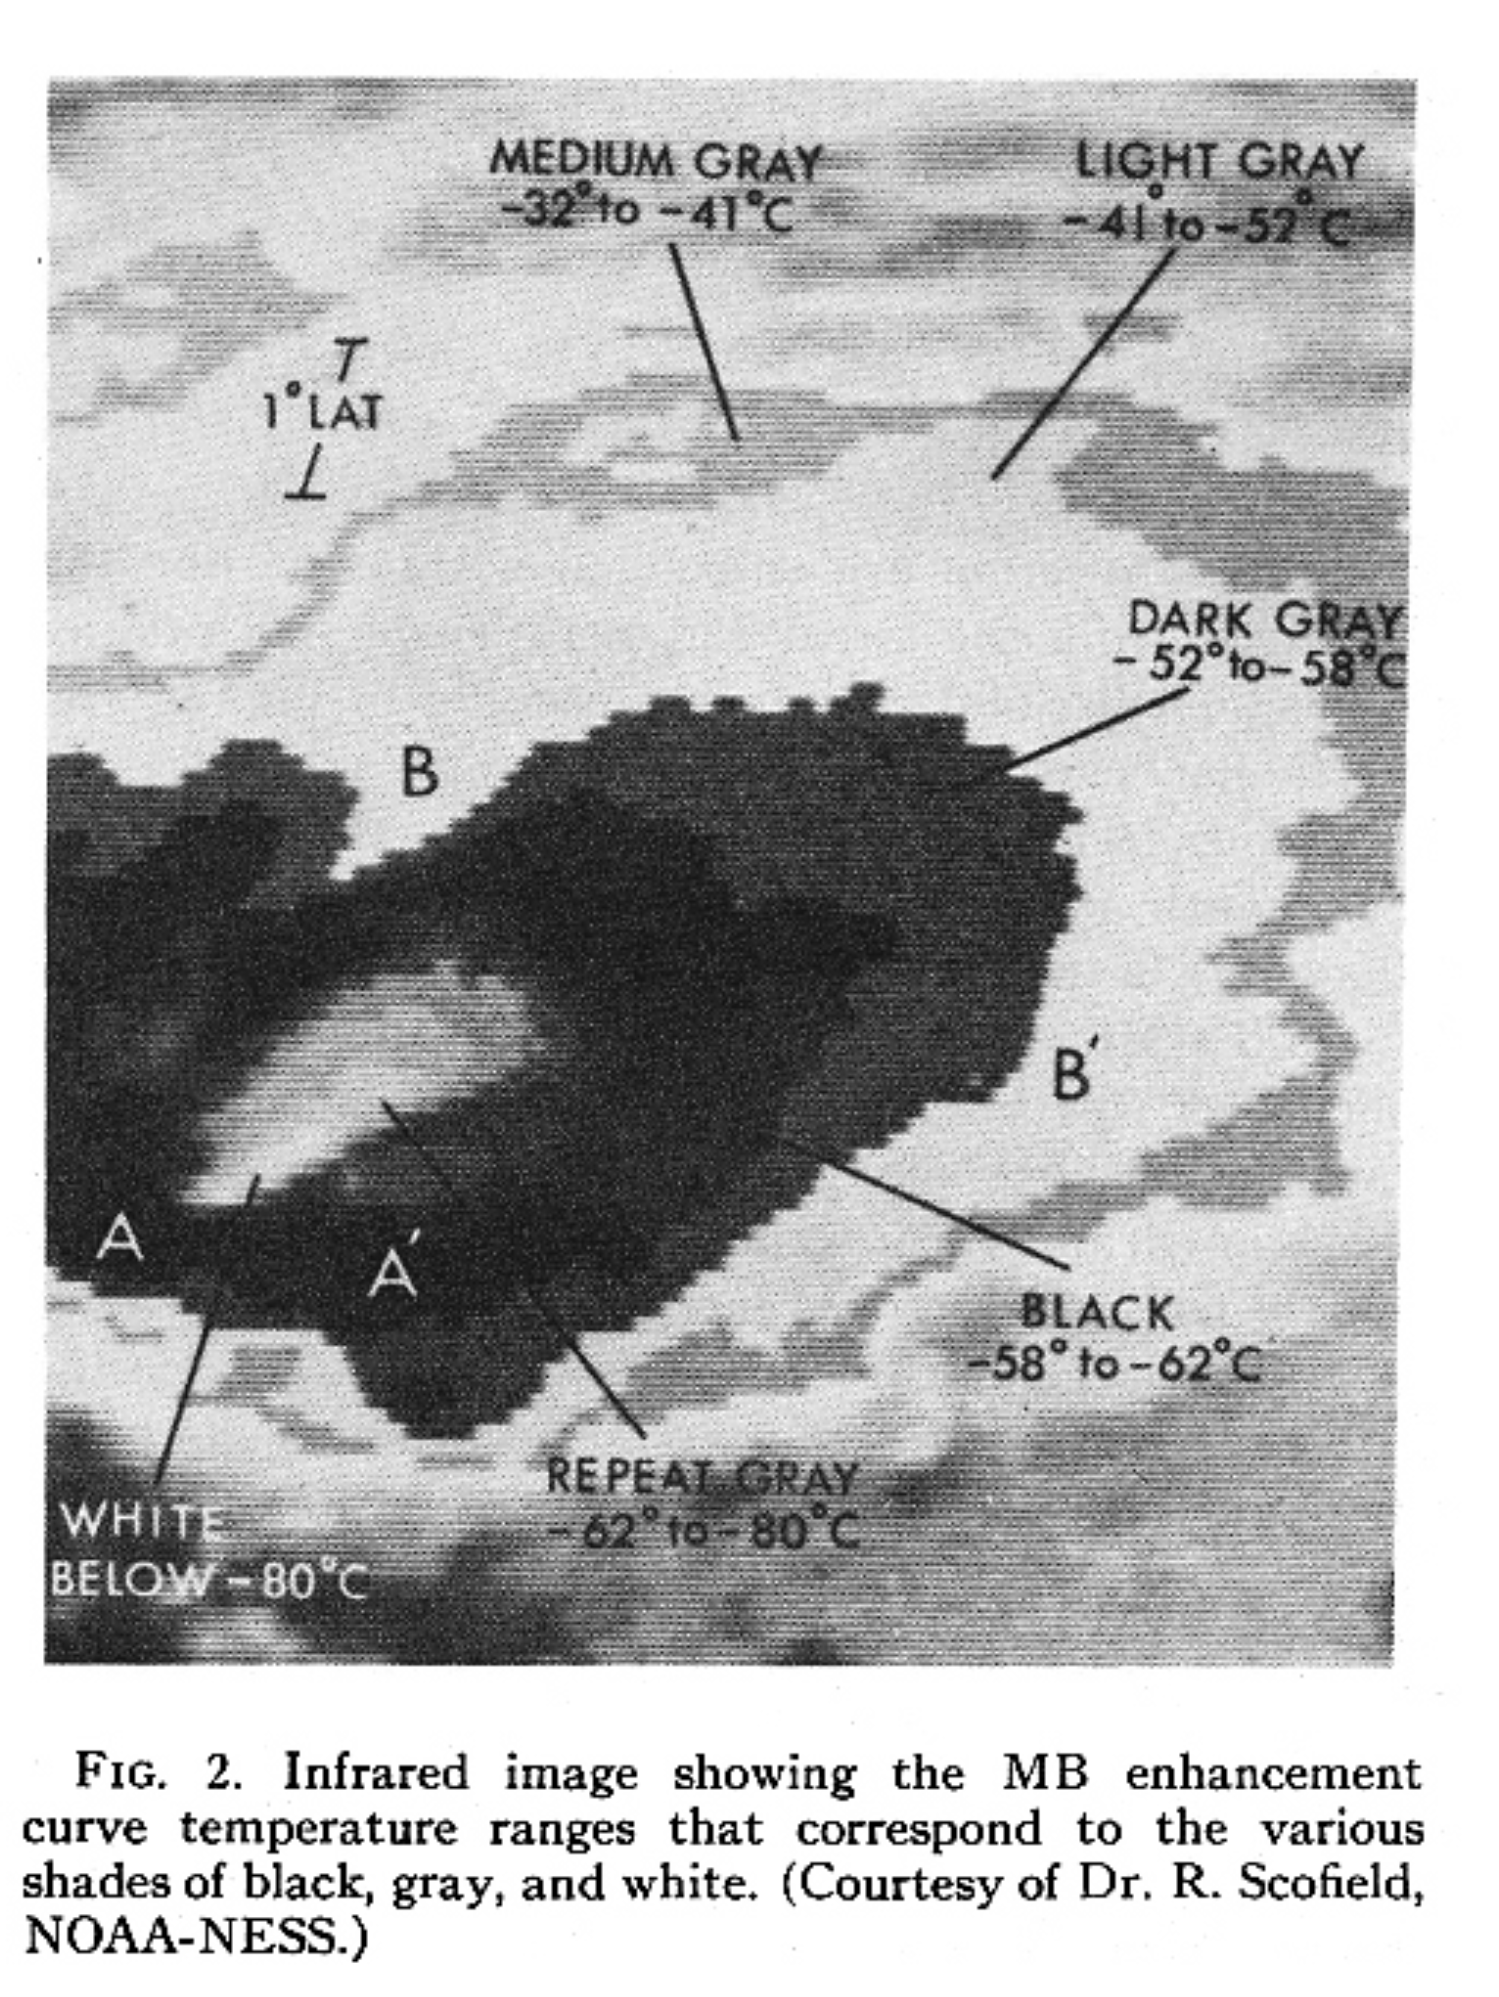 MEDIUM GRAY
-32° to -41°C
LIGHT GRAY
-41° to -52°C
T
1° LAT
⊥
DARK GRAY
-52° to -58°C
B
B′
A
A′
BLACK
-58° to -62°C
REPEAT GRAY
-62° to -80°C
WHITE
BELOW -80°C
FIG. 2. Infrared image showing the MB enhancement
curve temperature ranges that correspond to the various
shades of black, gray, and white. (Courtesy of Dr. R. Scofield,
NOAA-NESS.)